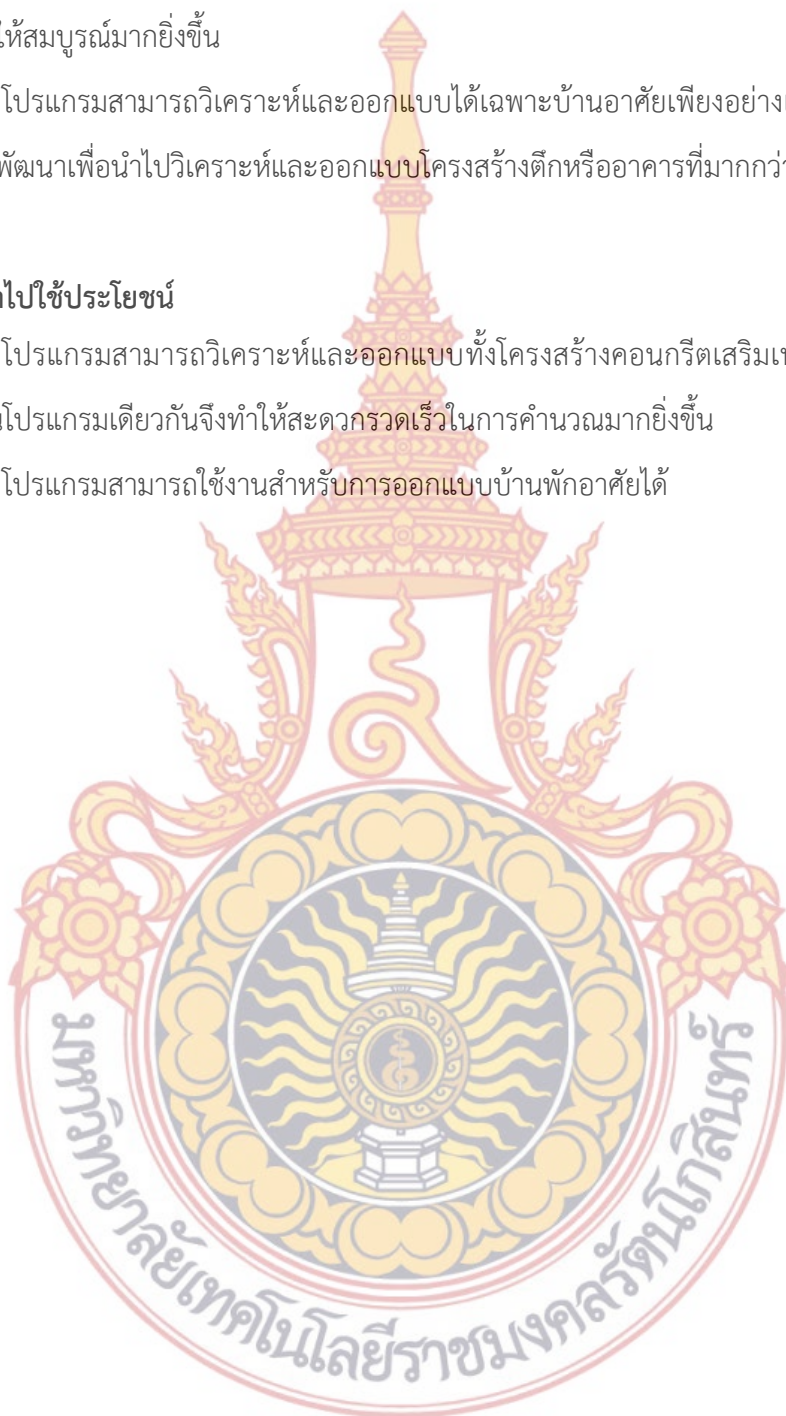 ให้สมบูรณ์มากยิ่งขึ้น
โปรแกรมสามารถวิเคราะห์และออกแบบได้เฉพาะบ้านอาศัยเพียงอย่าง
พัฒนาเพื่อนำไปวิเคราะห์และออกแบบโครงสร้างตึกหรืออาคารที่มากกว่า
ไปใช้ประโยชน์
โปรแกรมสามารถวิเคราะห์และออกแบบทั้งโครงสร้างคอนกรีตเสริม
โปรแกรมเดียวกันจึงทำให้สะดวกรวดเร็วในการคำนวณมากยิ่งขึ้น
โปรแกรมสามารถใช้งานสำหรับการออกแบบบ้านพักอาศัยได้
มหาวิทยาลัยเทคโนโลยีราชมงคลรัตนโกสินทร์